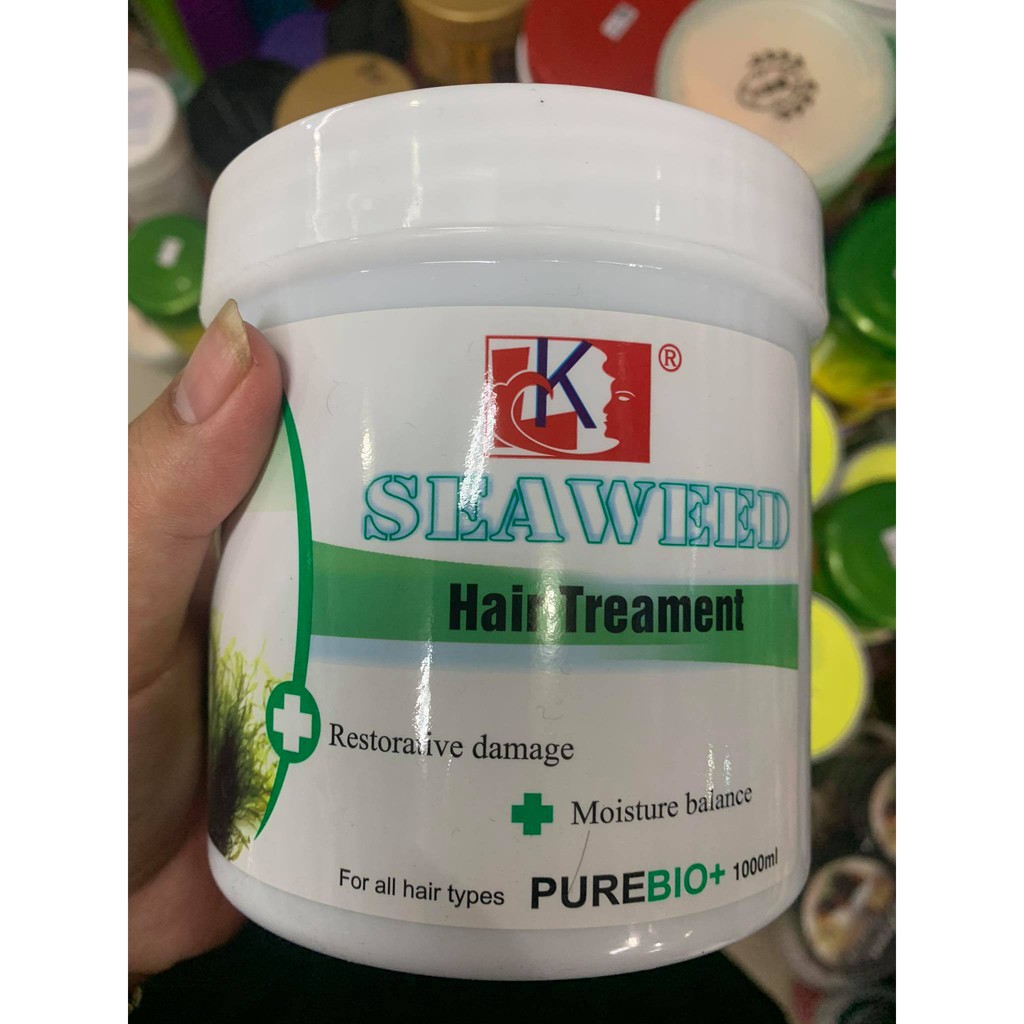 K ®
SEAWEED
Hair Treament
Restorative damage
Moisture balance
For all hair types PUREBIO+ 1000ml